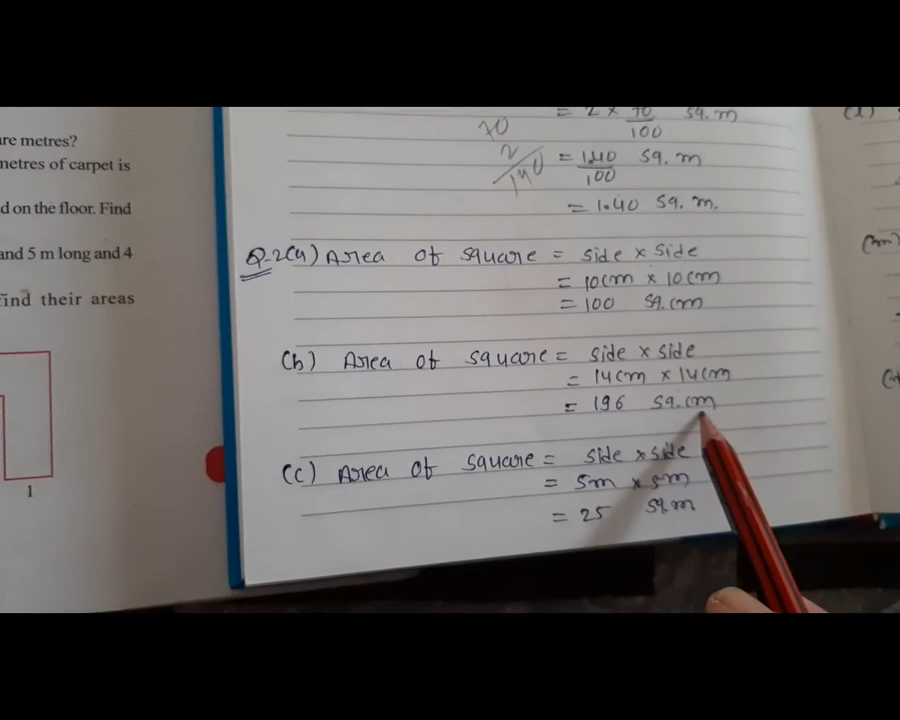 are metres?
metres of carpet is
d on the floor. Find
and 5 m long and 4
find their areas
1
= 2 × 70/100 sq. m
70
2
140
= 140/100 sq. m
= 1.40 sq. m.
Q.2(a) Area of square = side × side
= 10cm × 10cm
= 100 sq.cm
(b) Area of square = side × side
= 14cm × 14cm
= 196 sq.cm
(c) Area of square = side × side
= 5m × 5m
= 25 sq.m